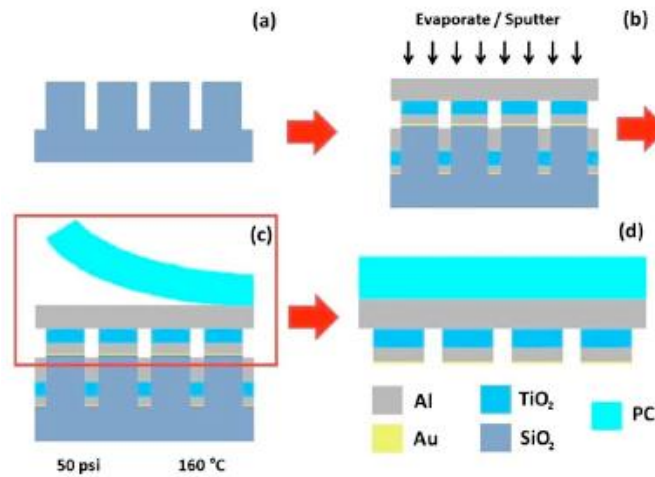 (a)
Evaporate / Sputter
(b)
(c)
50 psi
160 °C
(d)
Al
TiO₂
PC
Au
SiO₂